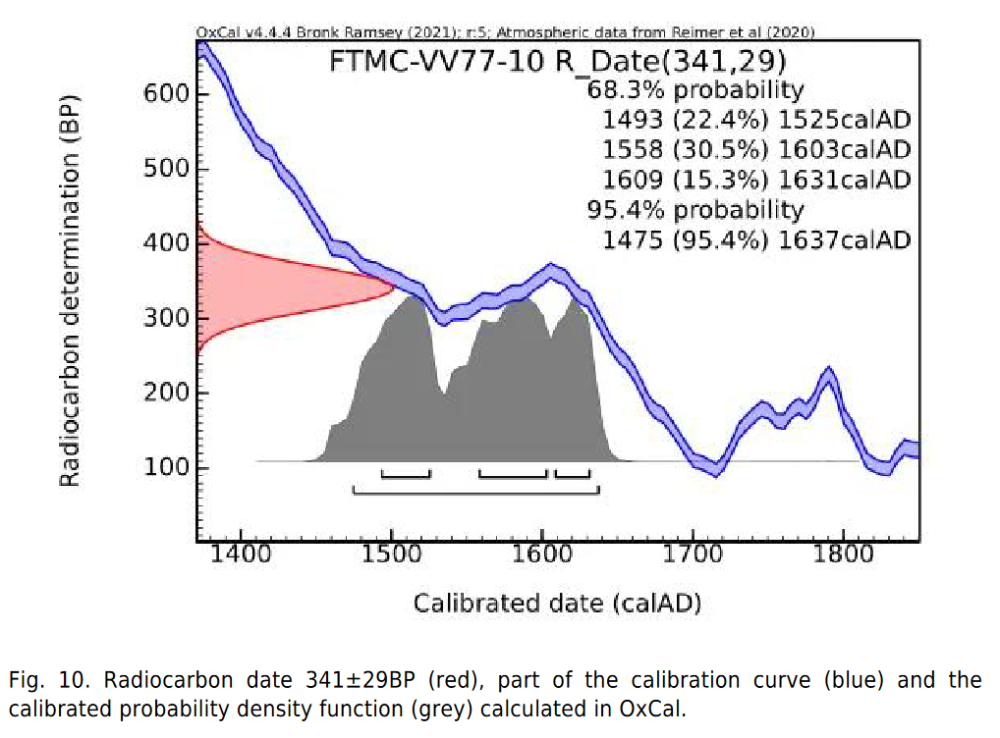 OxCal v4.4.4 Bronk Ramsey (2021); r:5; Atmospheric data from Reimer et al (2020)
FTMC-VV77-10 R_Date(341,29)
68.3% probability
1493 (22.4%) 1525calAD
1558 (30.5%) 1603calAD
1609 (15.3%) 1631calAD
95.4% probability
1475 (95.4%) 1637calAD
Radiocarbon determination (BP)
600
500
400
300
200
100
1400 1500 1600 1700 1800
Calibrated date (calAD)
Fig. 10. Radiocarbon date 341±29BP (red), part of the calibration curve (blue) and the
calibrated probability density function (grey) calculated in OxCal.